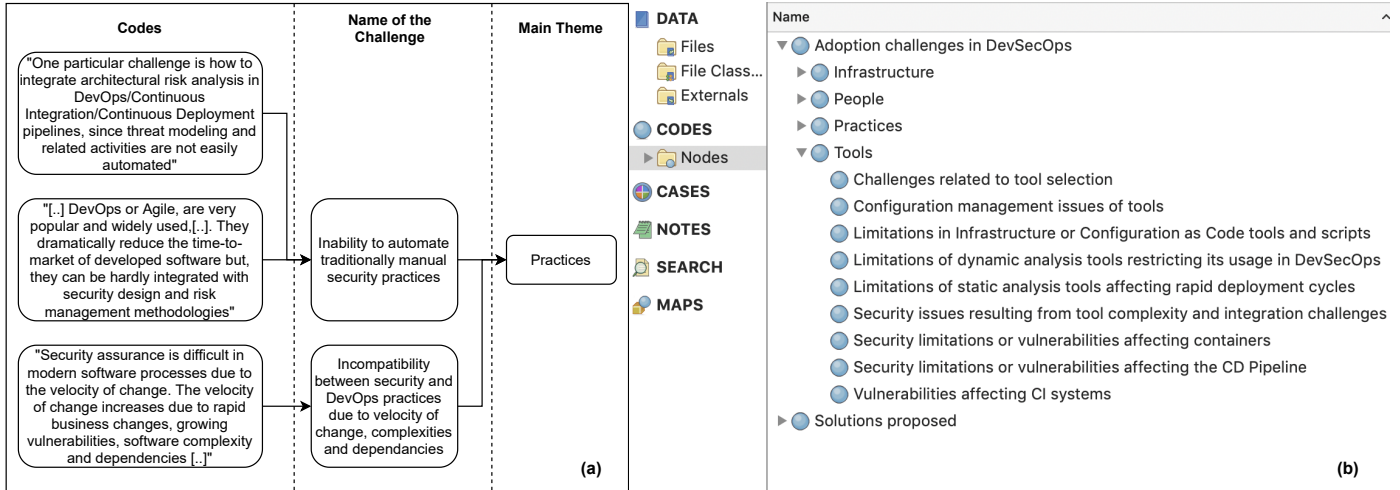 Codes
Name of the
Challenge
Main Theme
"One particular challenge is how to
integrate architectural risk analysis in
DevOps/Continuous
Integration/Continuous Deployment
pipelines, since threat modeling and
related activities are not easily
automated"
"[..] DevOps or Agile, are very
popular and widely used,[..]. They
dramatically reduce the time-to-
market of developed software but,
they can be hardly integrated with
security design and risk
management methodologies"
"Security assurance is difficult in
modern software processes due to
the velocity of change. The velocity
of change increases due to rapid
business changes, growing
vulnerabilities, software complexity
and dependencies [..]"
Inability to automate
traditionally manual
security practices
Incompatibility
between security and
DevOps practices
due to velocity of
change, complexities
and dependancies
Practices
(a)
DATA
Files
File Class...
Externals
CODES
Nodes
CASES
NOTES
SEARCH
MAPS
Name
Adoption challenges in DevSecOps
Infrastructure
People
Practices
Tools
Challenges related to tool selection
Configuration management issues of tools
Limitations in Infrastructure or Configuration as Code tools and scripts
Limitations of dynamic analysis tools restricting its usage in DevSecOps
Limitations of static analysis tools affecting rapid deployment cycles
Security issues resulting from tool complexity and integration challenges
Security limitations or vulnerabilities affecting containers
Security limitations or vulnerabilities affecting the CD Pipeline
Vulnerabilities affecting CI systems
Solutions proposed
(b)